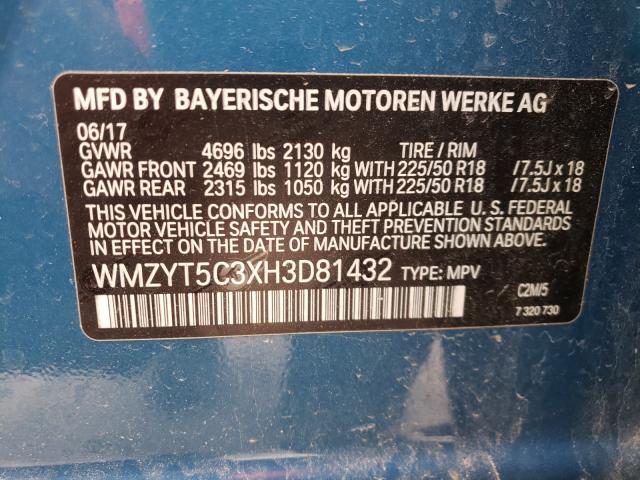 MFD BY BAYERISCHE MOTOREN WERKE AG
06/17
GVWR 4696 lbs 2130 kg TIRE / RIM
GAWR FRONT 2469 lbs 1120 kg WITH 225/50 R18 /7.5J x 18
GAWR REAR 2315 lbs 1050 kg WITH 225/50 R18 /7.5J x 18
THIS VEHICLE CONFORMS TO ALL APPLICABLE U. S. FEDERAL
MOTOR VEHICLE SAFETY AND THEFT PREVENTION STANDARDS
IN EFFECT ON THE DATE OF MANUFACTURE SHOWN ABOVE.
WMZYT5C3XH3D81432 TYPE: MPV
C2M/5
7 320 730